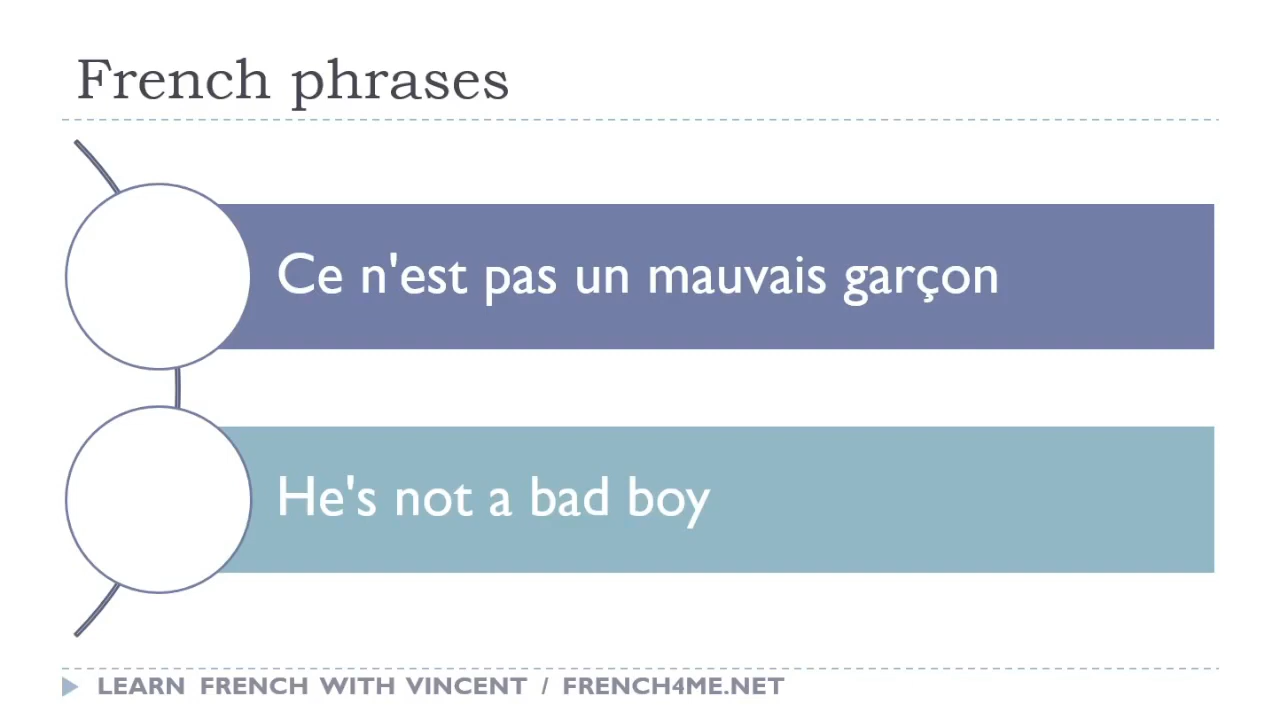 French phrases
Ce n'est pas un mauvais garçon
He's not a bad boy
LEARN FRENCH WITH VINCENT / FRENCH4ME.NET